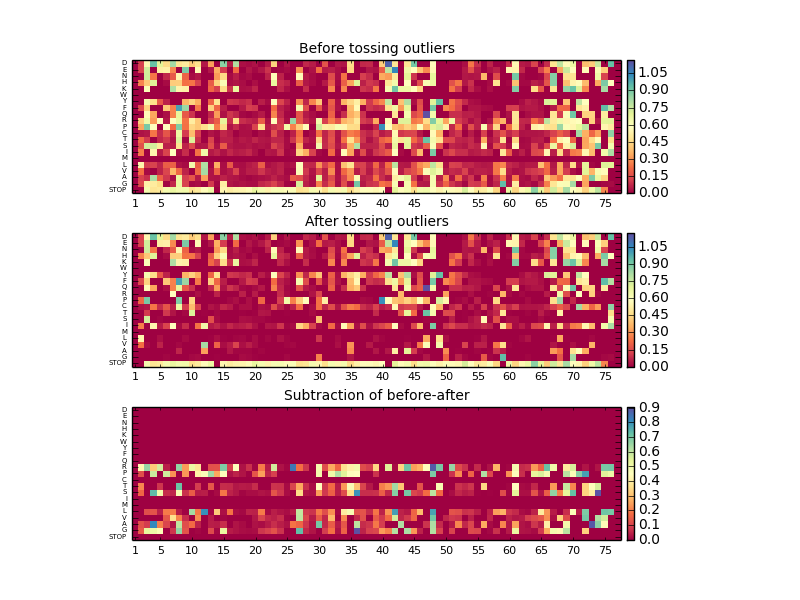 Before tossing outliers
D
E
N
H
K
W
Y
F
Q
R
P
C
T
S
I
M
L
V
A
G
STOP
1 5 10 15 20 25 30 35 40 45 50 55 60 65 70 75
1.05
0.90
0.75
0.60
0.45
0.30
0.15
0.00
After tossing outliers
D
E
N
H
K
W
Y
F
Q
R
P
C
T
S
I
M
L
V
A
G
STOP
1 5 10 15 20 25 30 35 40 45 50 55 60 65 70 75
1.05
0.90
0.75
0.60
0.45
0.30
0.15
0.00
Subtraction of before-after
D
E
N
H
K
W
Y
F
Q
R
P
C
T
S
I
M
L
V
A
G
STOP
1 5 10 15 20 25 30 35 40 45 50 55 60 65 70 75
0.9
0.8
0.7
0.6
0.5
0.4
0.3
0.2
0.1
0.0